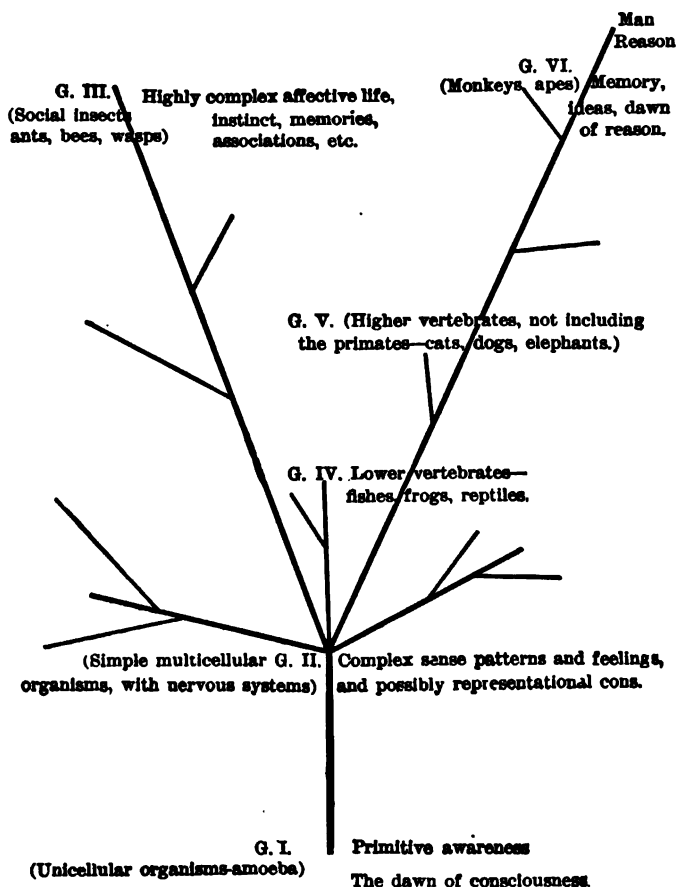 Man
Reason
G. VI.
(Monkeys, apes) Memory,
ideas, dawn
of reason.
G. III.
(Social insects
ants, bees, wasps)
Highly complex affective life,
instinct, memories,
associations, etc.
G. V. (Higher vertebrates, not including
the primates—cats, dogs, elephants.)
G. IV. Lower vertebrates—
fishes, frogs, reptiles.
(Simple multicellular G. II.
organisms, with nervous systems)
Complex sense patterns and feelings,
and possibly representational cons.
G. I.
(Unicellular organisms-amoeba)
Primitive awareness
The dawn of consciousness